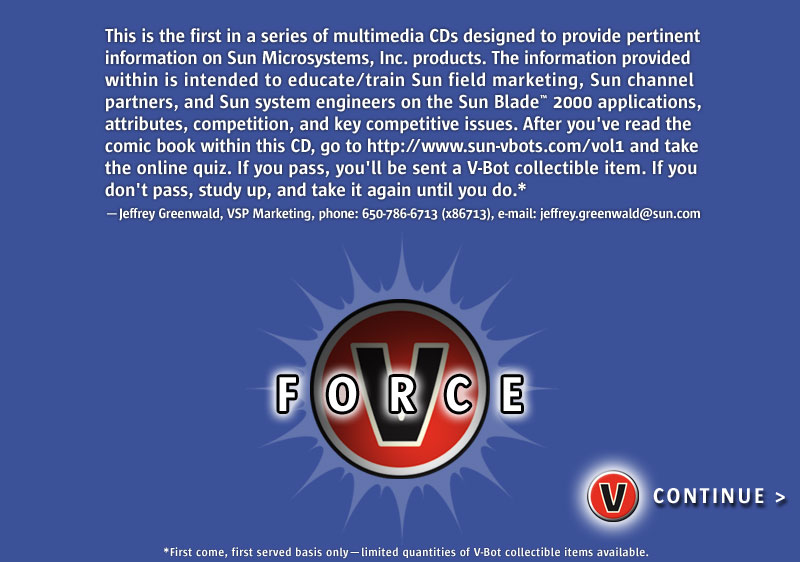 This is the first in a series of multimedia CDs designed to provide pertinent
information on Sun Microsystems, Inc. products. The information provided
within is intended to educate/train Sun field marketing, Sun channel
partners, and Sun system engineers on the Sun Blade™ 2000 applications,
attributes, competition, and key competitive issues. After you've read the
comic book within this CD, go to http://www.sun-vbots.com/vol1 and take
the online quiz. If you pass, you'll be sent a V-Bot collectible item. If you
don't pass, study up, and take it again until you do.*
—Jeffrey Greenwald, VSP Marketing, phone: 650-786-6713 (x86713), e-mail: jeffrey.greenwald@sun.com
V
FORCE
V CONTINUE >
*First come, first served basis only—limited quantities of V-Bot collectible items available.